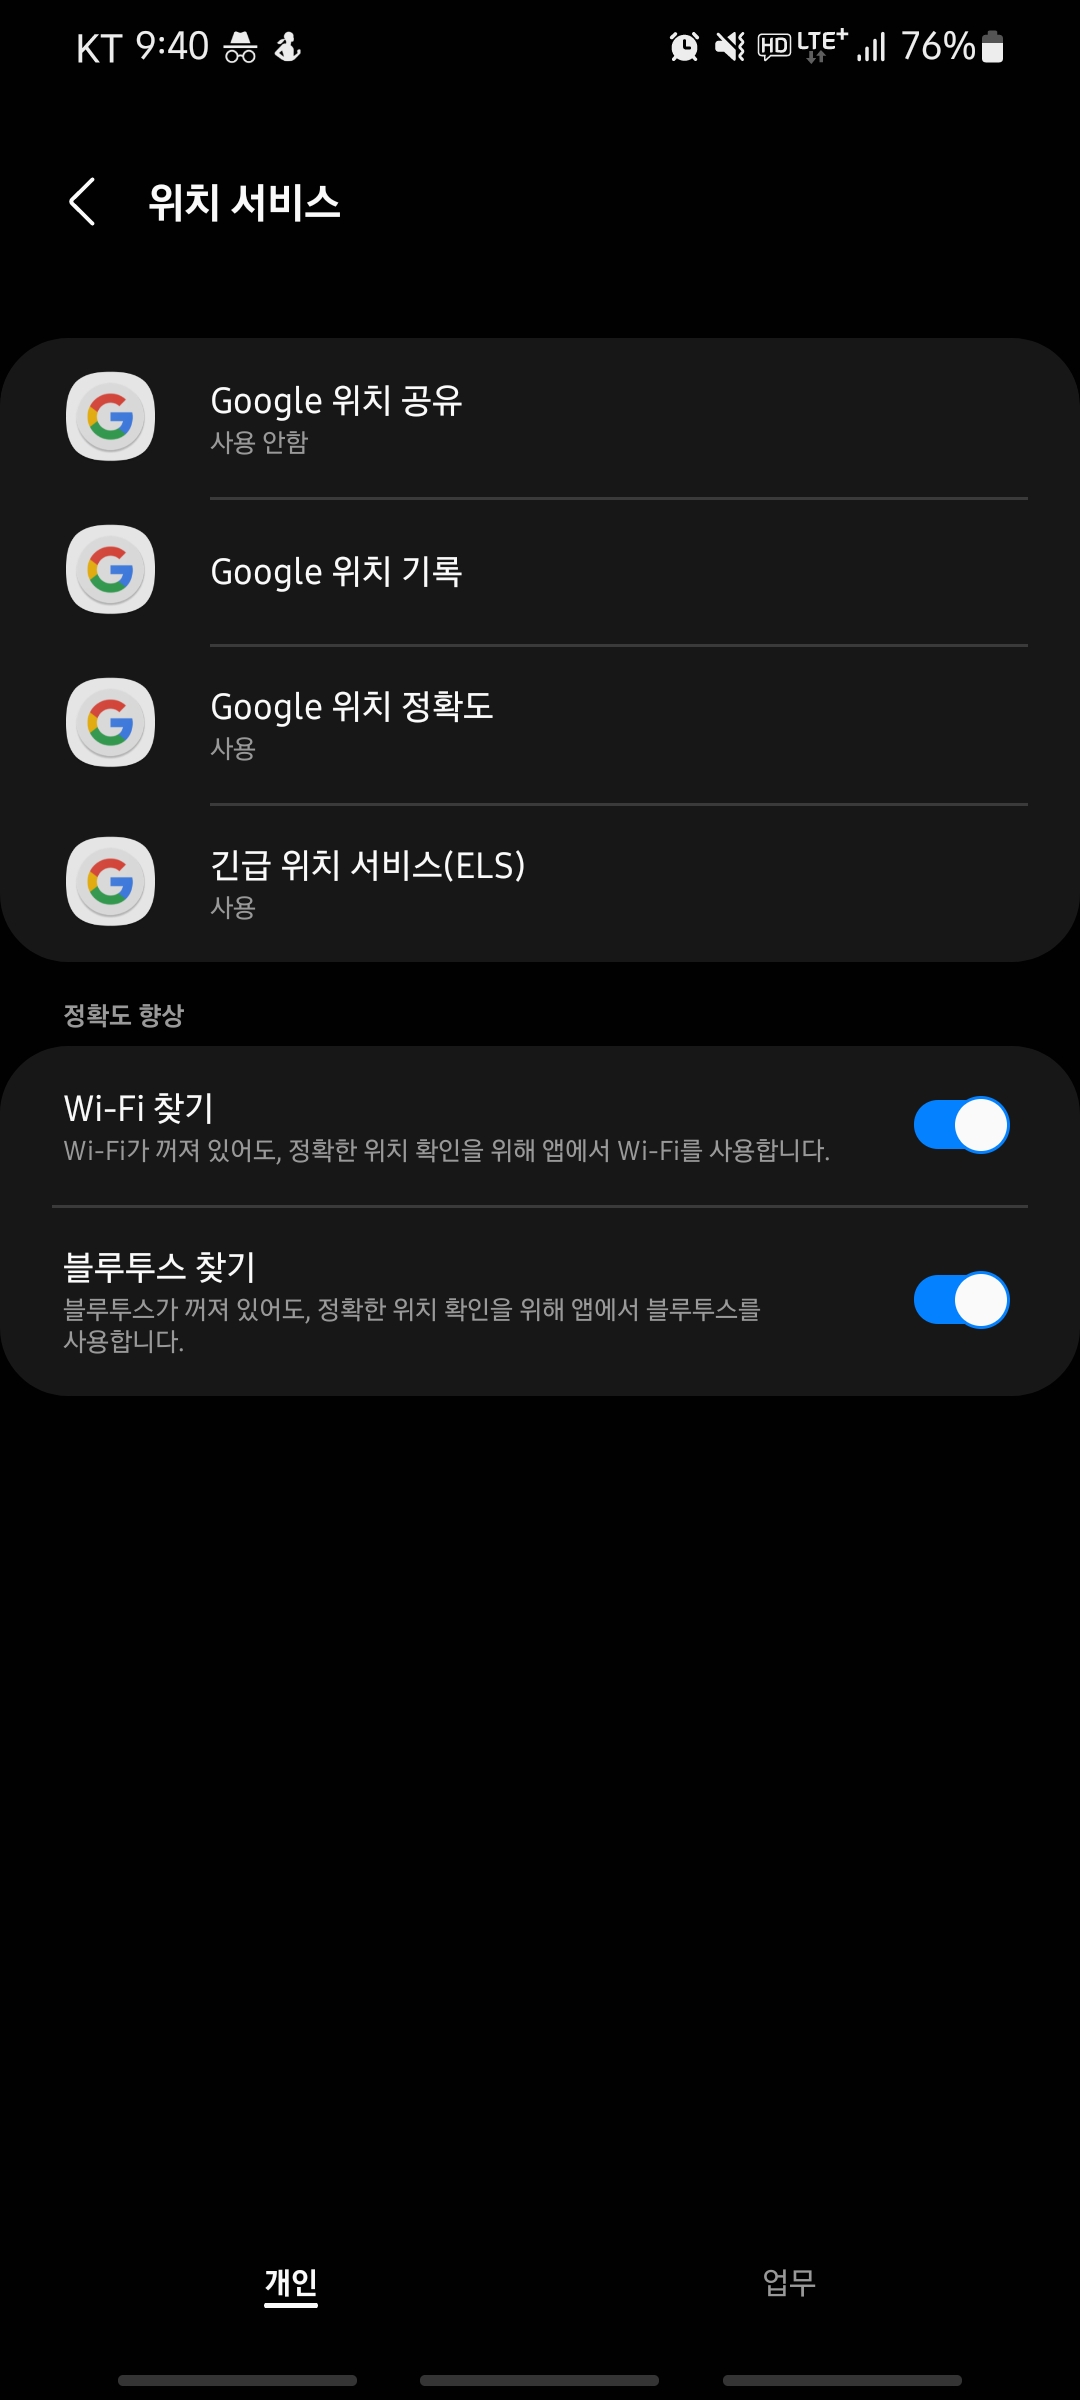 KT 9:40 HD LTE+ 76%
위치 서비스
Google 위치 공유
사용 안함
Google 위치 기록
Google 위치 정확도
사용
긴급 위치 서비스(ELS)
사용
정확도 향상
Wi-Fi 찾기
Wi-Fi가 꺼져 있어도, 정확한 위치 확인을 위해 앱에서 Wi-Fi를 사용합니다.
블루투스 찾기
블루투스가 꺼져 있어도, 정확한 위치 확인을 위해 앱에서 블루투스를
사용합니다.
개인 업무